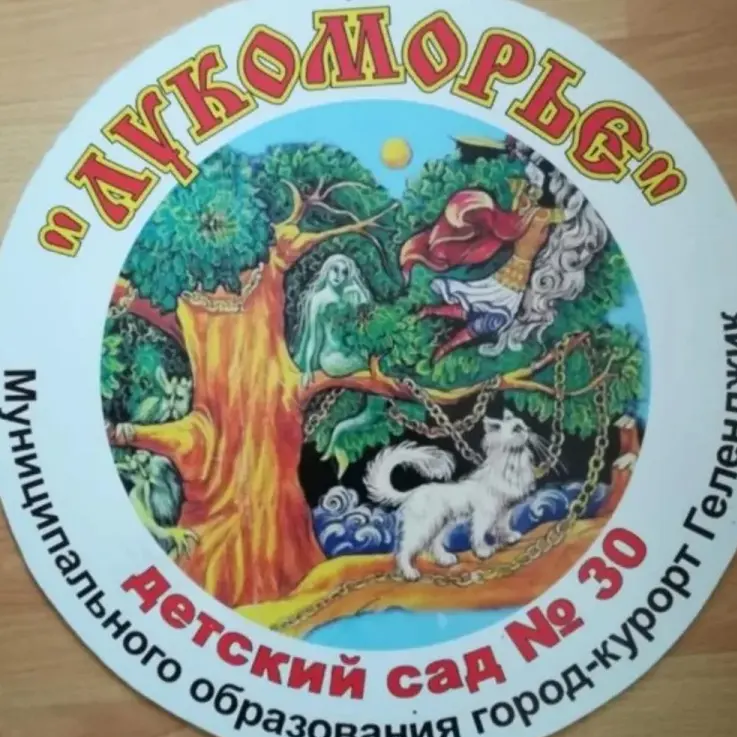 "ЛУКОМОРЬЕ"
детский сад № 30
Муниципального образования город-курорт Геленджик